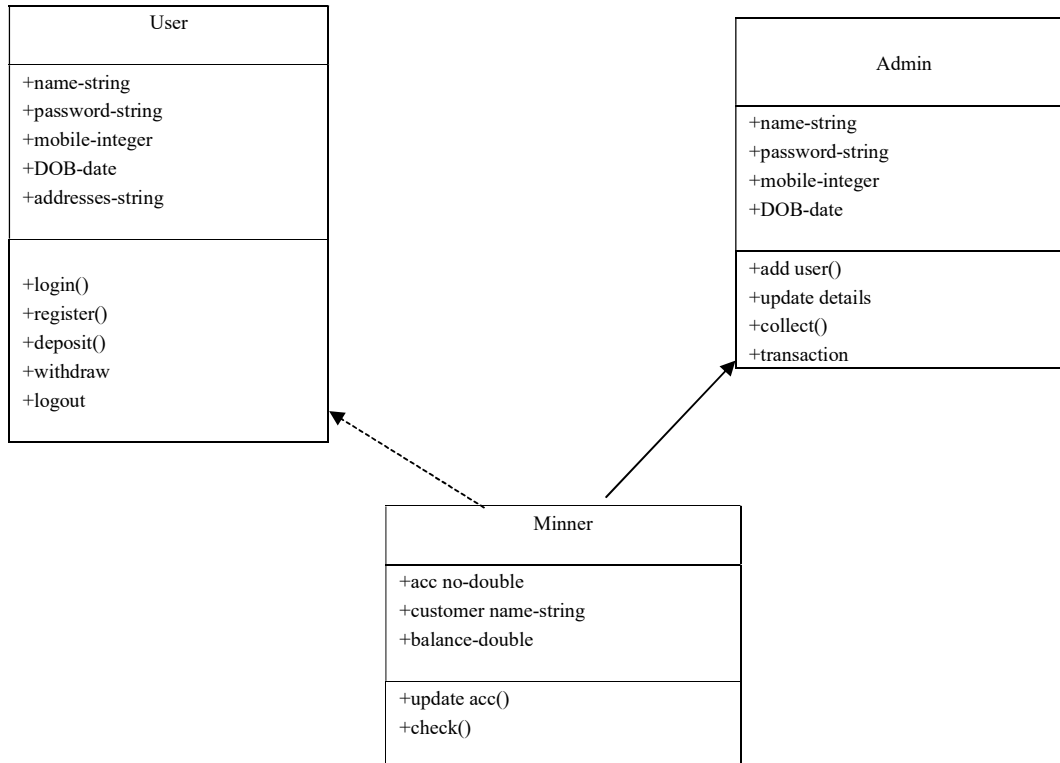 User
+name-string
+password-string
+mobile-integer
+DOB-date
+addresses-string
+login()
+register()
+deposit()
+withdraw
+logout
Admin
+name-string
+password-string
+mobile-integer
+DOB-date
+add user()
+update details
+collect()
+transaction
Minner
+acc no-double
+customer name-string
+balance-double
+update acc()
+check()